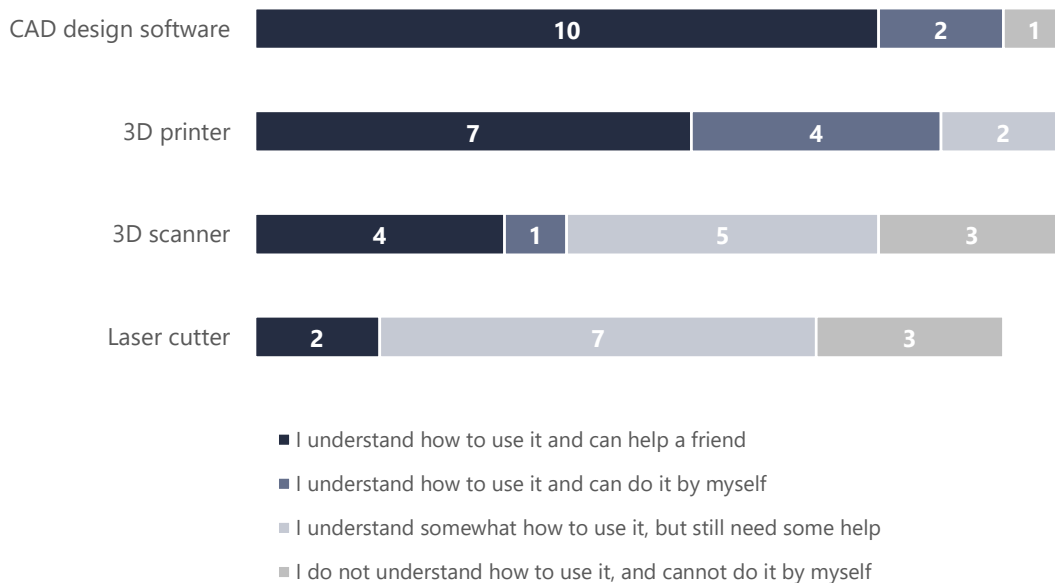 CAD design software 10 2 1
3D printer 7 4 2
3D scanner 4 1 5 3
Laser cutter 2 7 3
I understand how to use it and can help a friend
I understand how to use it and can do it by myself
I understand somewhat how to use it, but still need some help
I do not understand how to use it, and cannot do it by myself